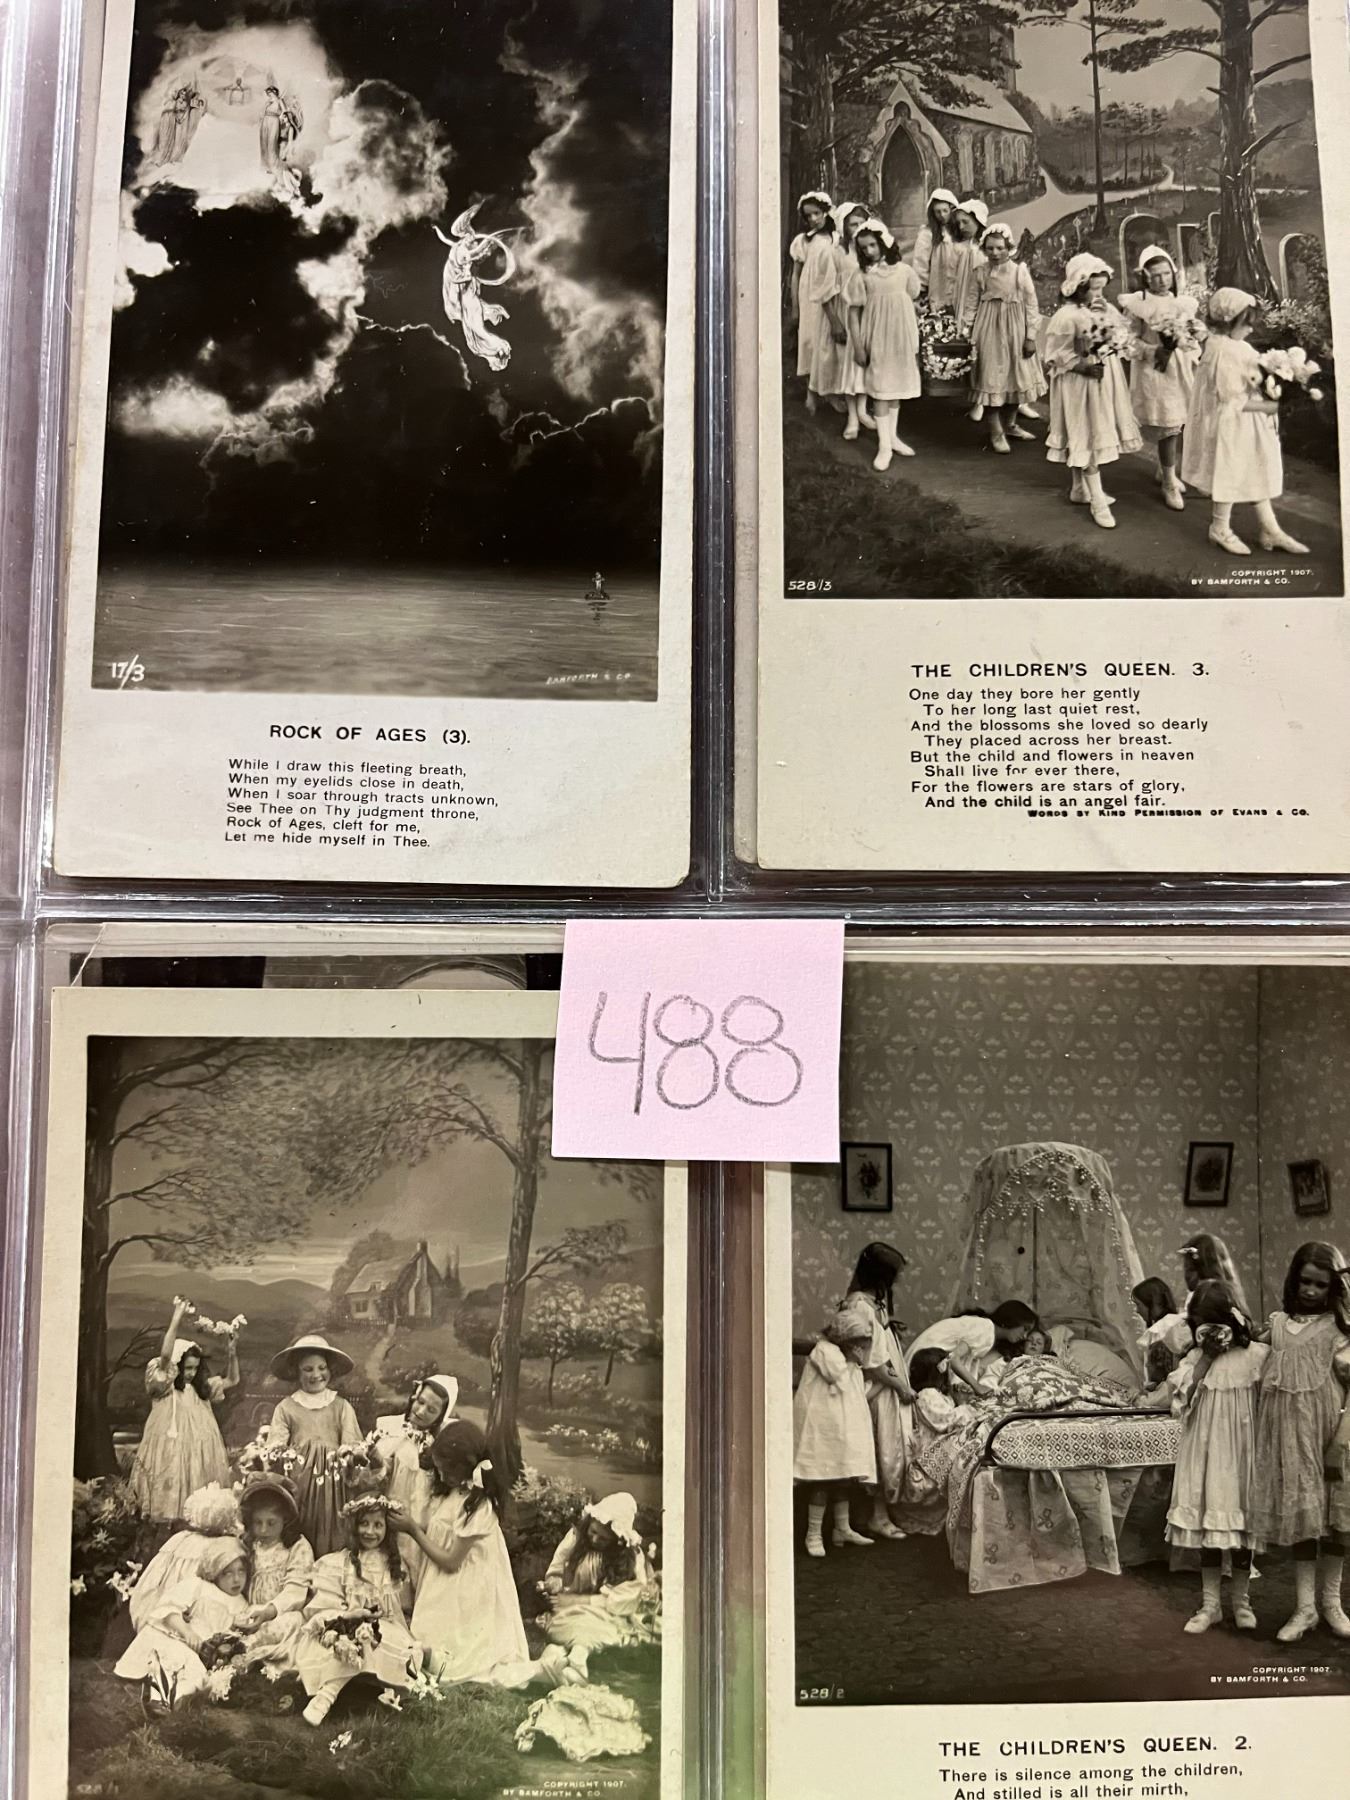 17/3
BAMFORTH & CO
ROCK OF AGES (3).
While I draw this fleeting breath,
When my eyelids close in death,
When I soar through tracts unknown,
See Thee on Thy judgment throne,
Rock of Ages, cleft for me,
Let me hide myself in Thee.
528/3
COPYRIGHT 1907.
BY BAMFORTH & CO.
THE CHILDREN'S QUEEN. 3.
One day they bore her gently
To her long last quiet rest,
And the blossoms she loved so dearly
They placed across her breast.
But the child and flowers in heaven
Shall live for ever there,
For the flowers are stars of glory,
And the child is an angel fair.
WORDS BY KIND PERMISSION OF EVANS & CO.
488
528/1
COPYRIGHT 1907.
BY BAMFORTH & CO.
528/2
COPYRIGHT 1907
BY BAMFORTH & CO.
THE CHILDREN'S QUEEN. 2.
There is silence among the children,
And stilled is all their mirth,